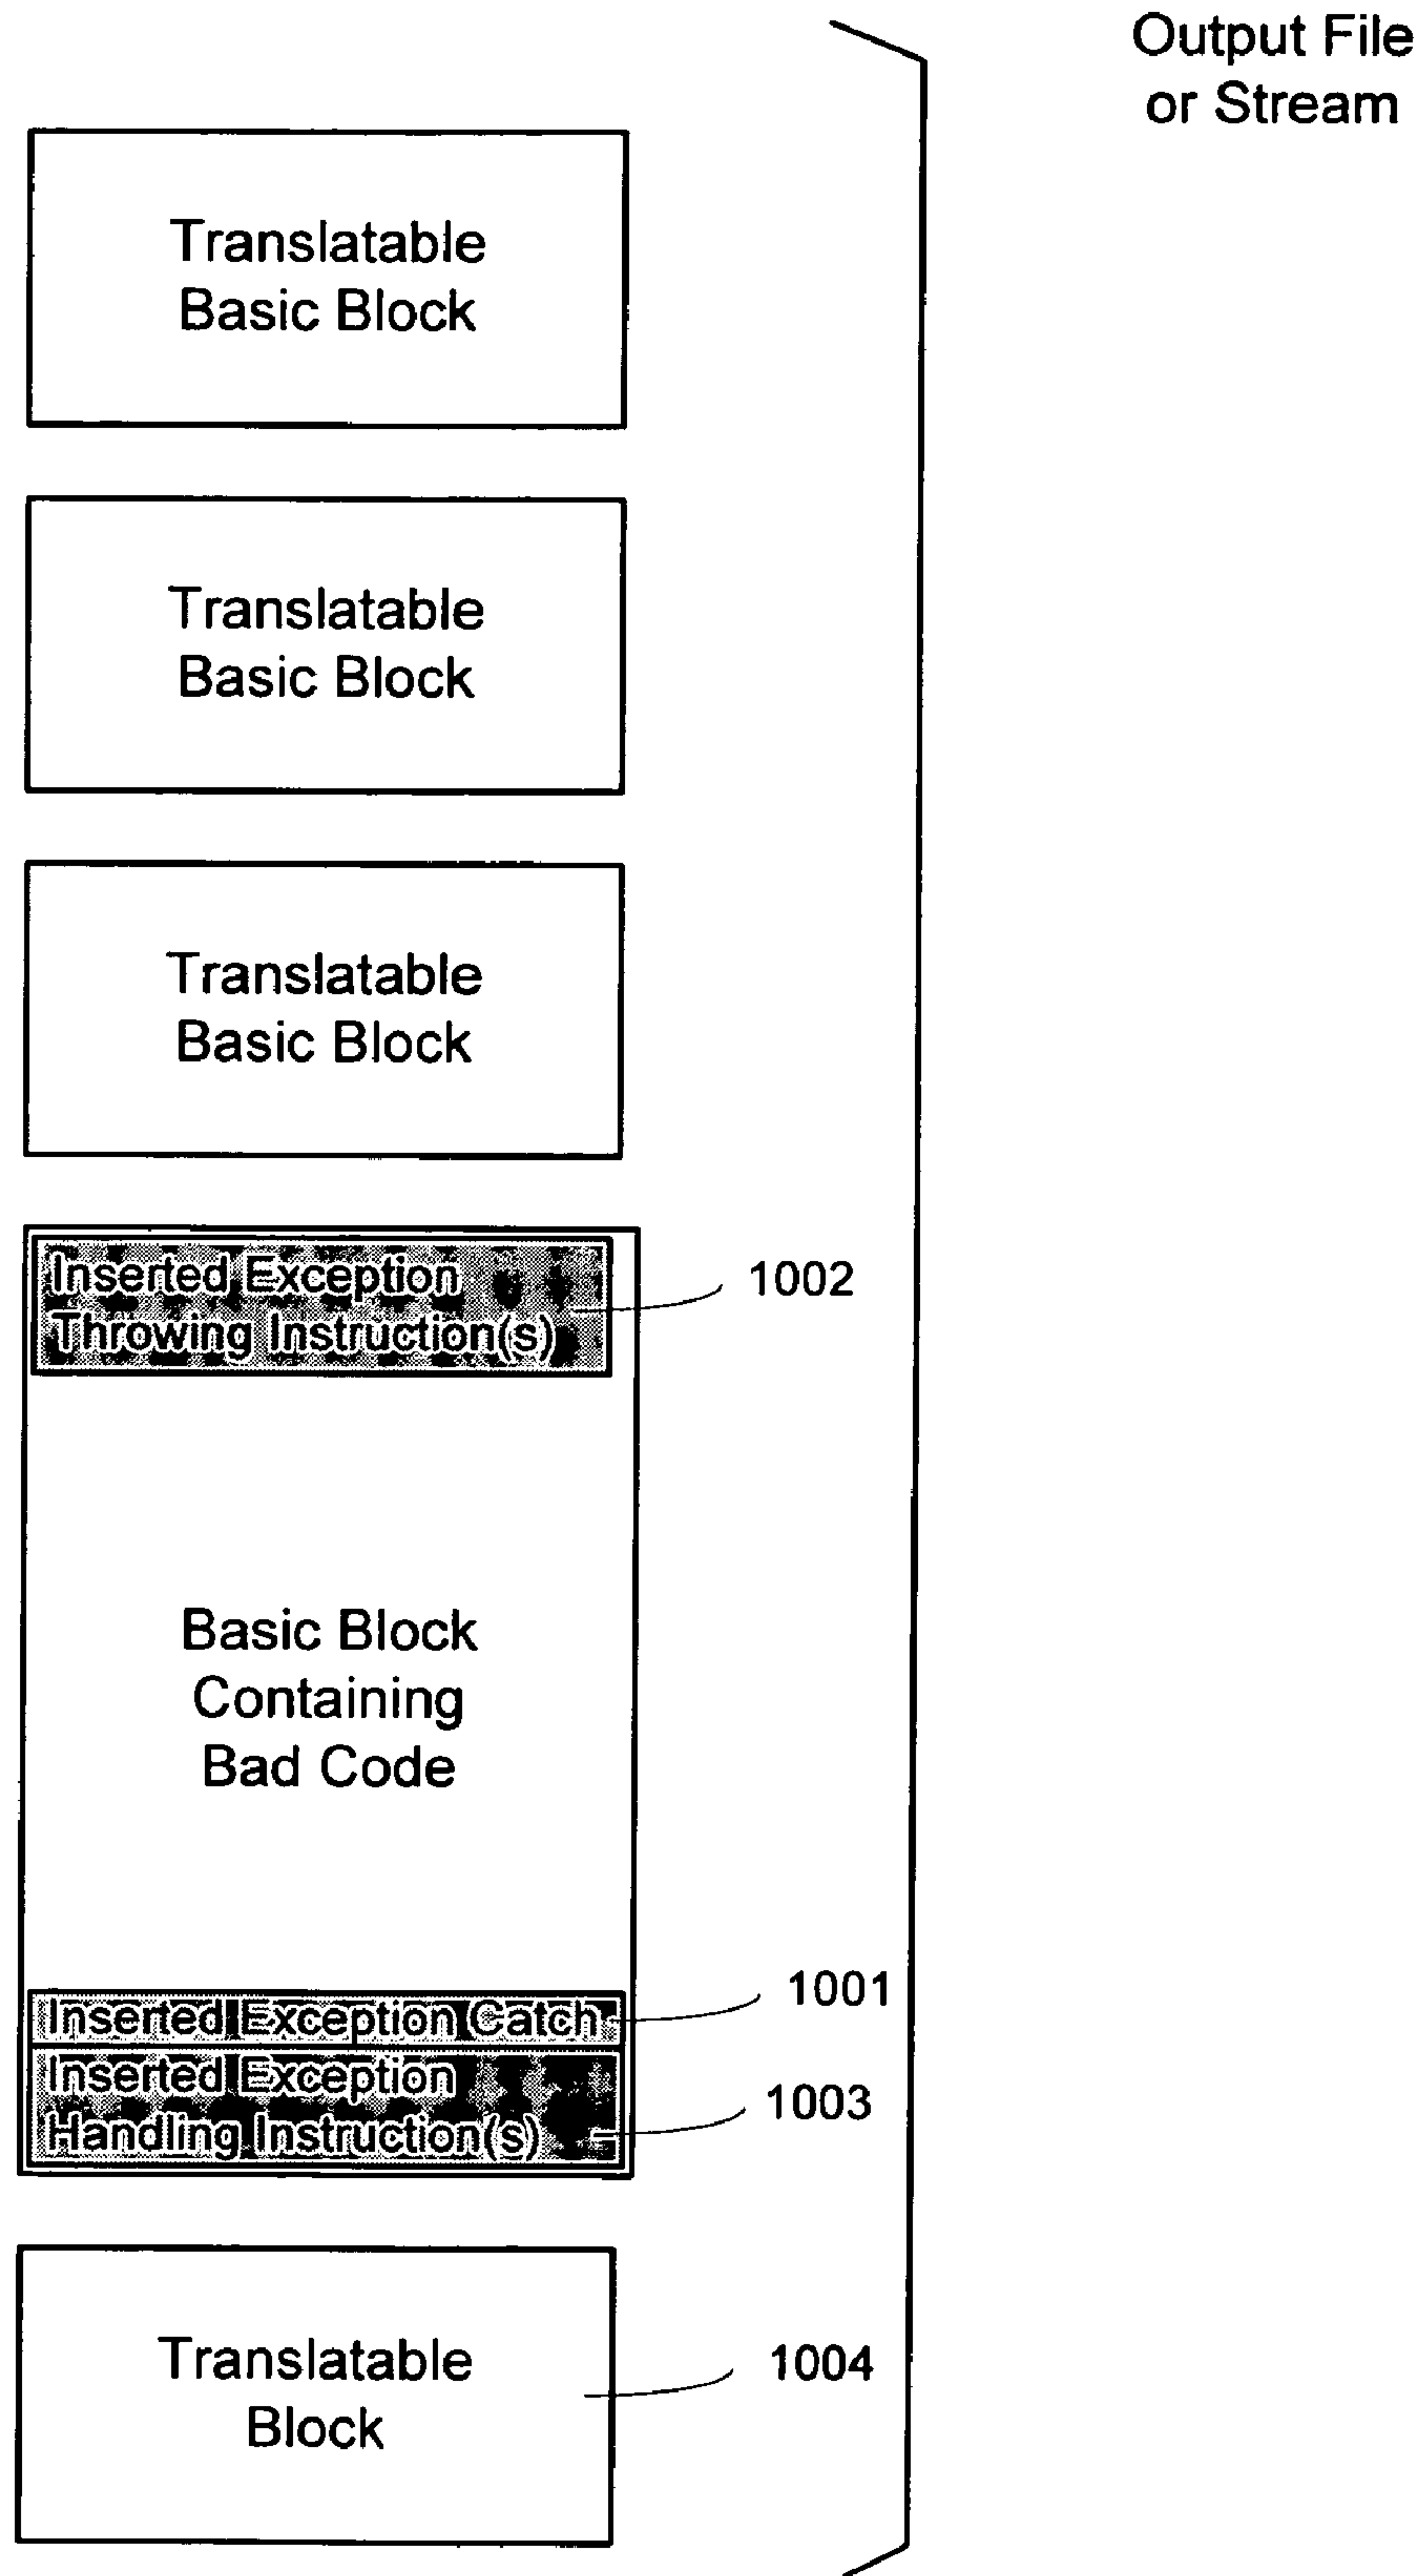 Output File
or Stream
Translatable
Basic Block
Translatable
Basic Block
Translatable
Basic Block
Inserted Exception
Throwing Instruction(s)
1002
Basic Block
Containing
Bad Code
Inserted Exception Catch
1001
Inserted Exception
Handling Instruction(s)
1003
Translatable
Block
1004